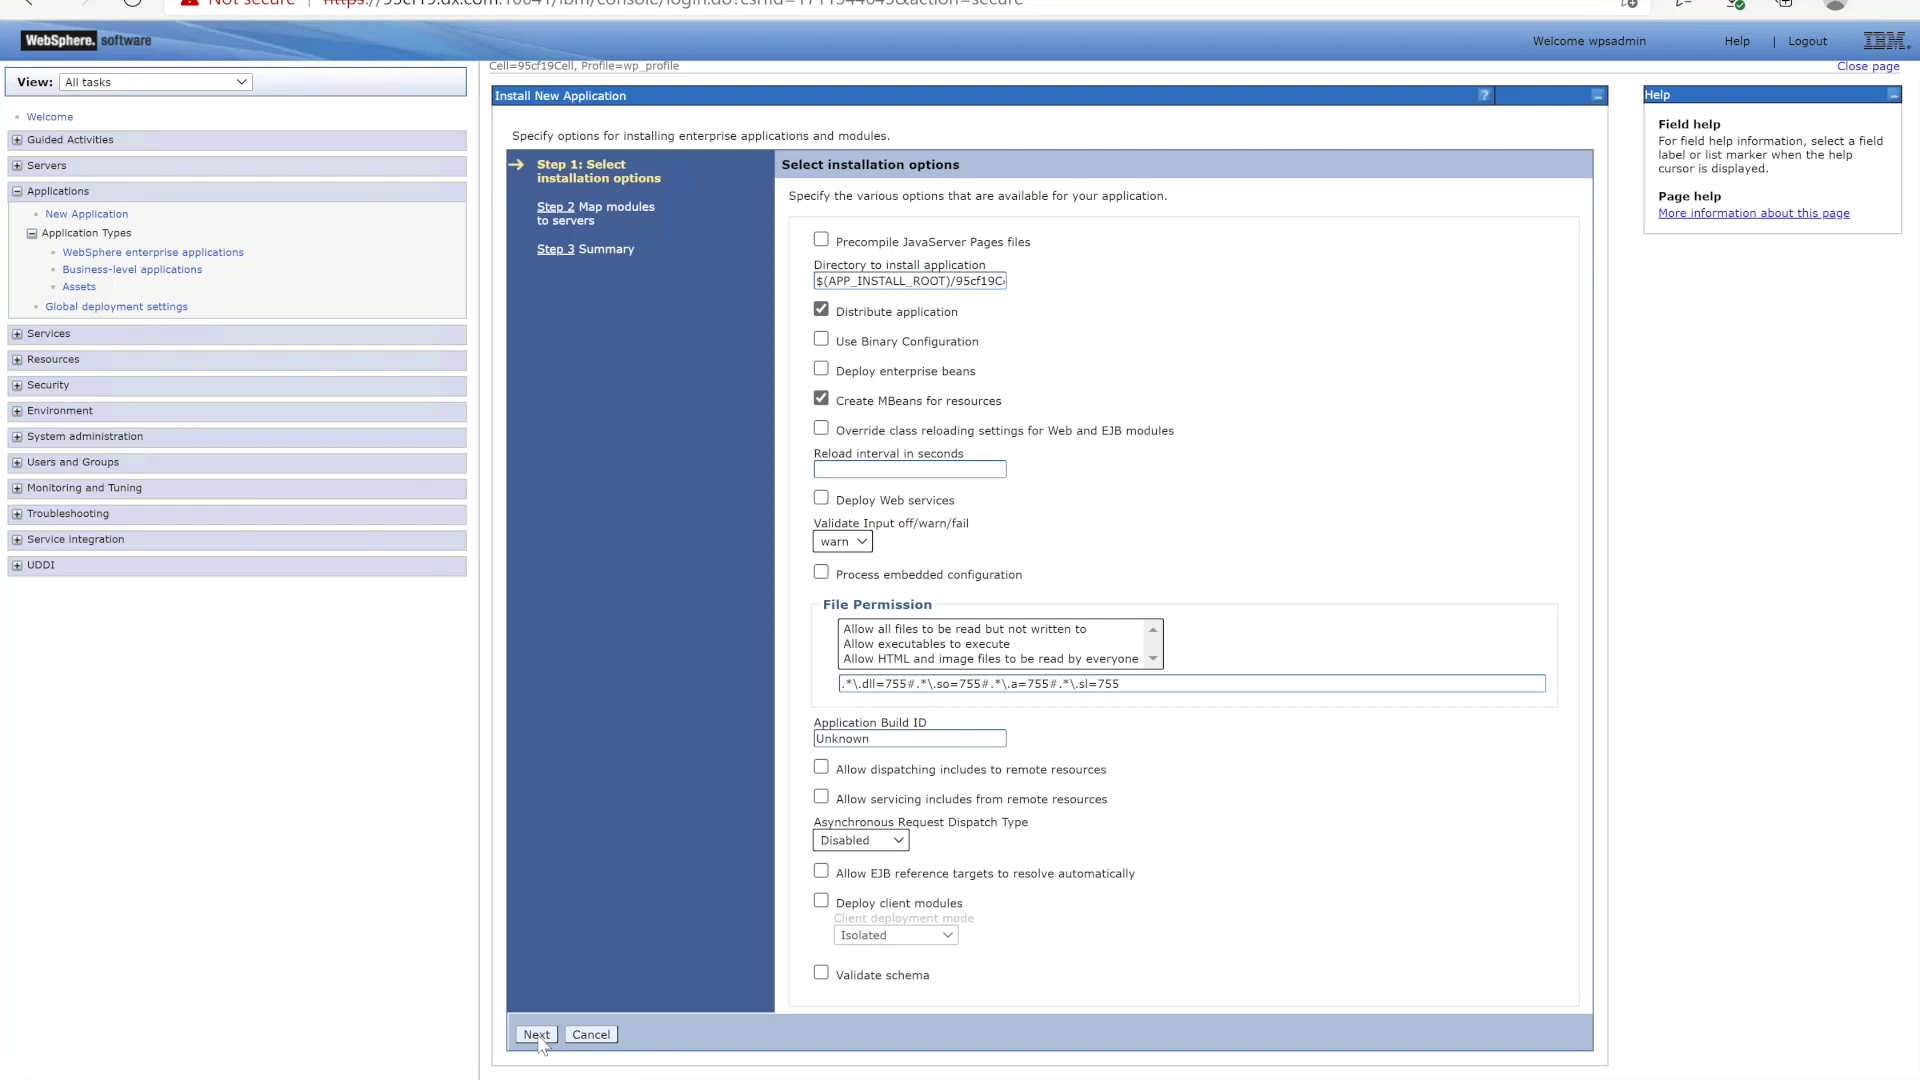 Not secure
WebSphere. software
Welcome wpsadmin
Help | Logout
IBM.
View: All tasks
Cell=95cf19Cell, Profile=wp_profile
Close page
Welcome
Guided Activities
Servers
Applications
New Application
Application Types
WebSphere enterprise applications
Business-level applications
Assets
Global deployment settings
Services
Resources
Security
Environment
System administration
Users and Groups
Monitoring and Tuning
Troubleshooting
Service integration
UDDI
Install New Application
?
Specify options for installing enterprise applications and modules.
Step 1: Select
installation options
Step 2 Map modules
to servers
Step 3 Summary
Select installation options
Specify the various options that are available for your application.
Precompile JavaServer Pages files
Directory to install application
$(APP_INSTALL_ROOT)/95cf19C
Distribute application
Use Binary Configuration
Deploy enterprise beans
Create MBeans for resources
Override class reloading settings for Web and EJB modules
Reload interval in seconds
Deploy Web services
Validate Input off/warn/fail
warn
Process embedded configuration
File Permission
Allow all files to be read but not written to
Allow executables to execute
Allow HTML and image files to be read by everyone
.*\.dll=755#.*\.so=755#.*\.a=755#.*\.sl=755
Application Build ID
Unknown
Allow dispatching includes to remote resources
Allow servicing includes from remote resources
Asynchronous Request Dispatch Type
Disabled
Allow EJB reference targets to resolve automatically
Deploy client modules
Client deployment mode
Isolated
Validate schema
Next
Cancel
Help
Field help
For field help information, select a field
label or list marker when the help
cursor is displayed.
Page help
More information about this page